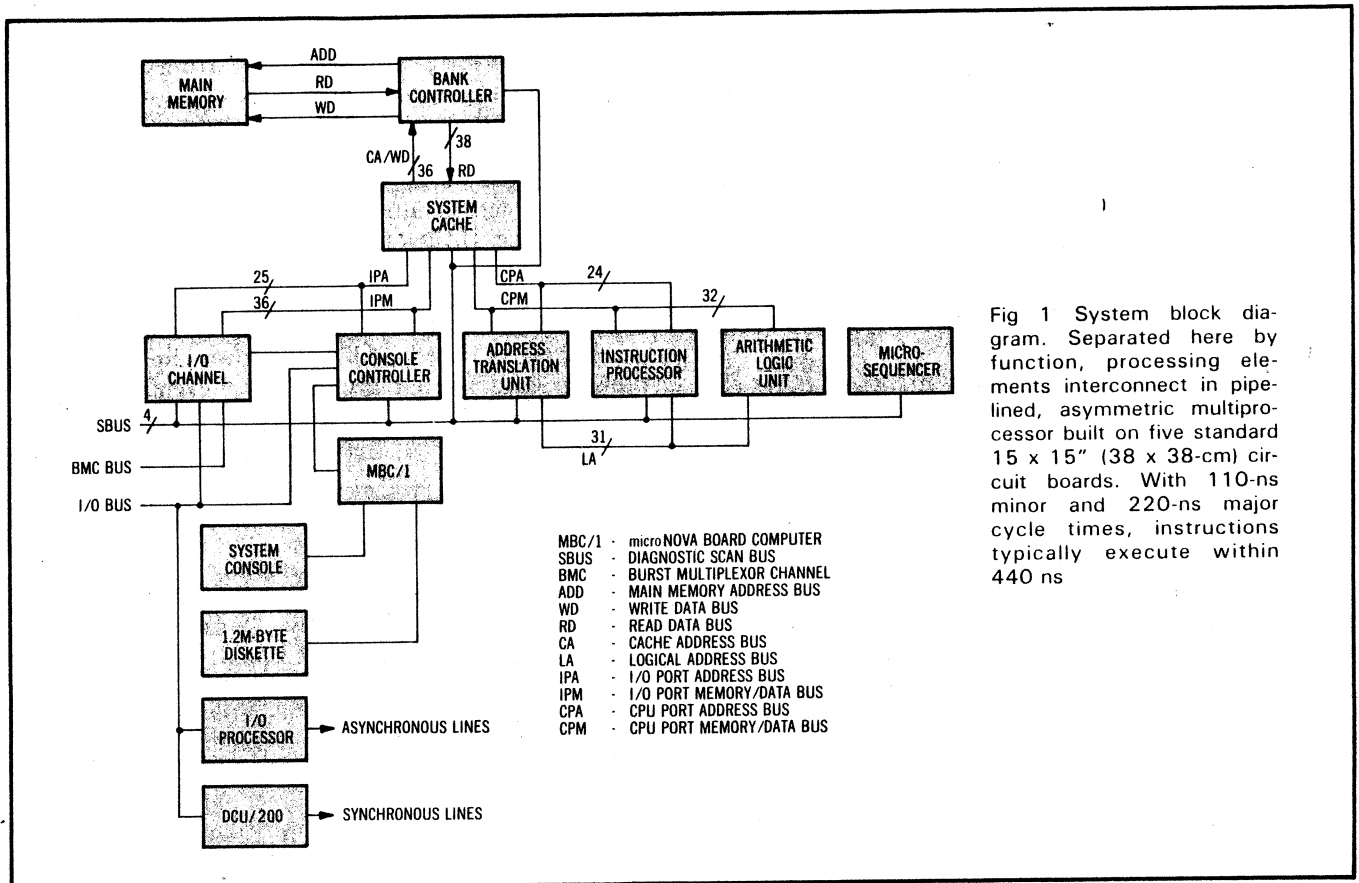 ADD
MAIN
MEMORY
RD
BANK
CONTROLLER
WD
38
CA/WD
36
RD
SYSTEM
CACHE
25
IPA
CPA
24
36
IPM
CPM
32
I/O
CHANNEL
CONSOLE
CONTROLLER
ADDRESS
TRANSLATION
UNIT
INSTRUCTION
PROCESSOR
ARITHMETIC
LOGIC
UNIT
MICRO-
SEQUENCER
SBUS
4
31
LA
BMC BUS
MBC/1
I/O BUS
SYSTEM
CONSOLE
1.2M-BYTE
DISKETTE
I/O
PROCESSOR
ASYNCHRONOUS LINES
DCU/200
SYNCHRONOUS LINES
MBC/1 - microNOVA BOARD COMPUTER
SBUS - DIAGNOSTIC SCAN BUS
BMC - BURST MULTIPLEXOR CHANNEL
ADD - MAIN MEMORY ADDRESS BUS
WD - WRITE DATA BUS
RD - READ DATA BUS
CA - CACHE ADDRESS BUS
LA - LOGICAL ADDRESS BUS
IPA - I/O PORT ADDRESS BUS
IPM - I/O PORT MEMORY/DATA BUS
CPA - CPU PORT ADDRESS BUS
CPM - CPU PORT MEMORY/DATA BUS
Fig 1 System block dia-
gram. Separated here by
function, processing ele-
ments interconnect in pipe-
lined, asymmetric multipro-
cessor built on five standard
15 x 15" (38 x 38-cm) cir-
cuit boards. With 110-ns
minor and 220-ns major
cycle times, instructions
typically execute within
440 ns